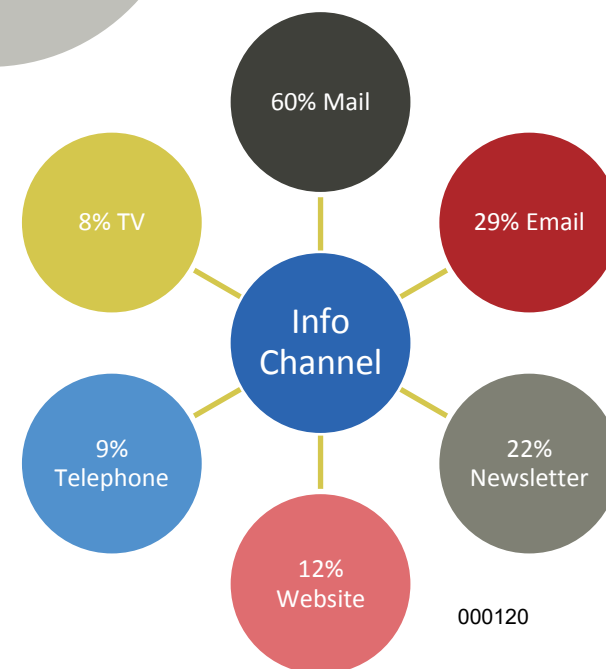 60% Mail
8% TV
29% Email
Info
Channel
9%
Telephone
22%
Newsletter
12%
Website
000120